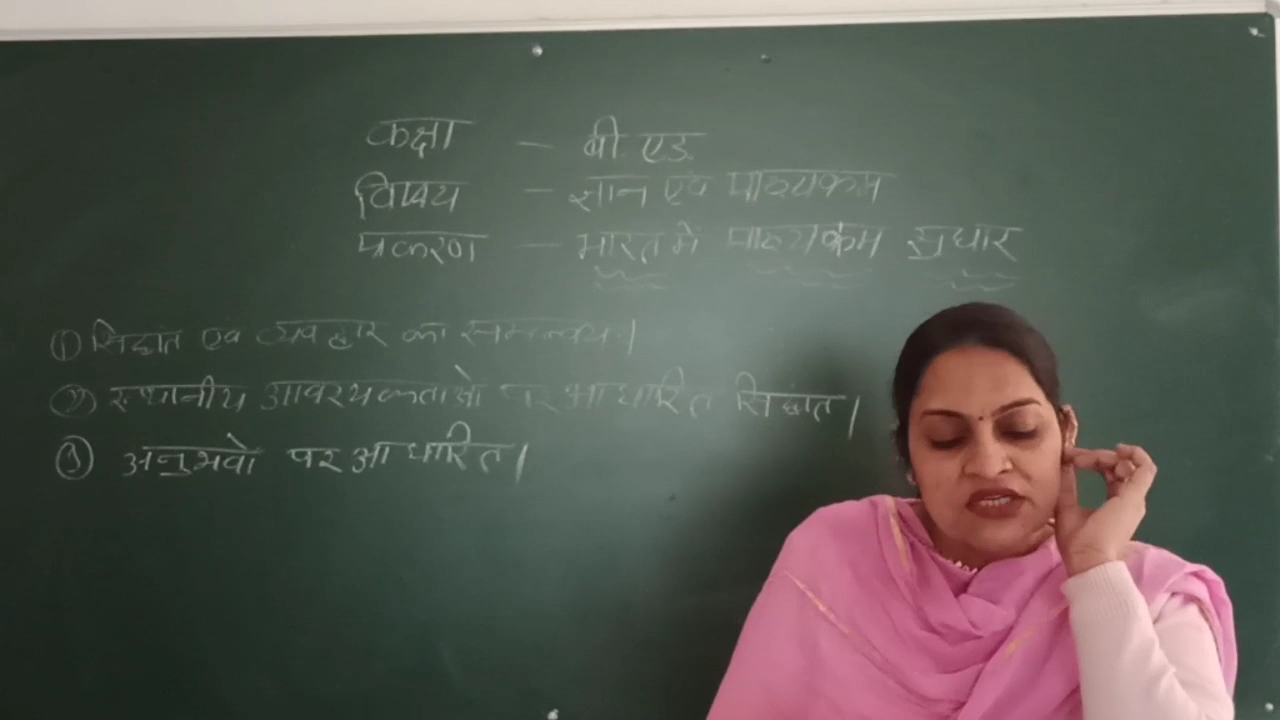 कक्षा - बी. एड.
विषय - ज्ञान एवं पाठ्यक्रम
प्रकरण - भारत में पाठ्यक्रम सुधार
① सिद्धांत एवं व्यवहार का समन्वय।
② स्थानीय आवश्यकताओं पर आधारित सिद्धांत।
③ अनुभवों पर आधारित।